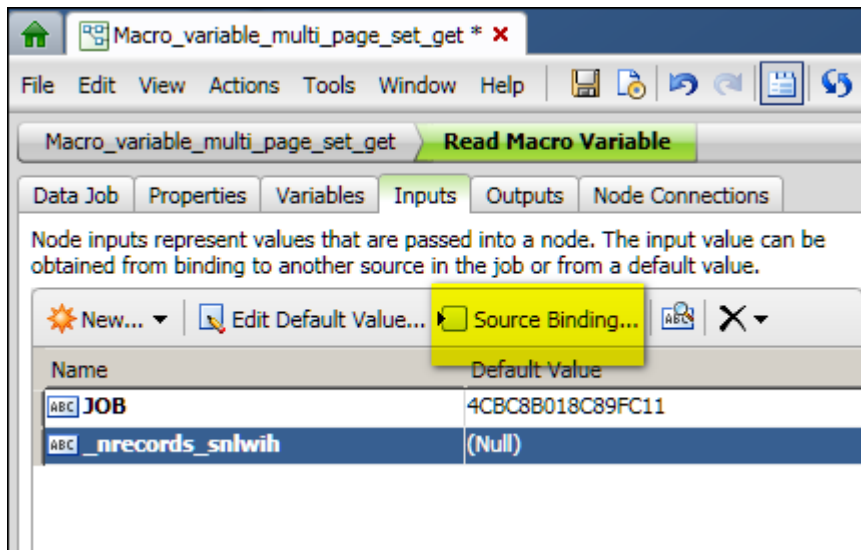 Macro_variable_multi_page_set_get *
File Edit View Actions Tools Window Help
Macro_variable_multi_page_set_get Read Macro Variable
Data Job Properties Variables Inputs Outputs Node Connections
Node inputs represent values that are passed into a node. The input value can be
obtained from binding to another source in the job or from a default value.
New... Edit Default Value... Source Binding... ABC
Name Default Value
ABC JOB 4CBC8B018C89FC11
ABC _nrecords_snlwih (Null)